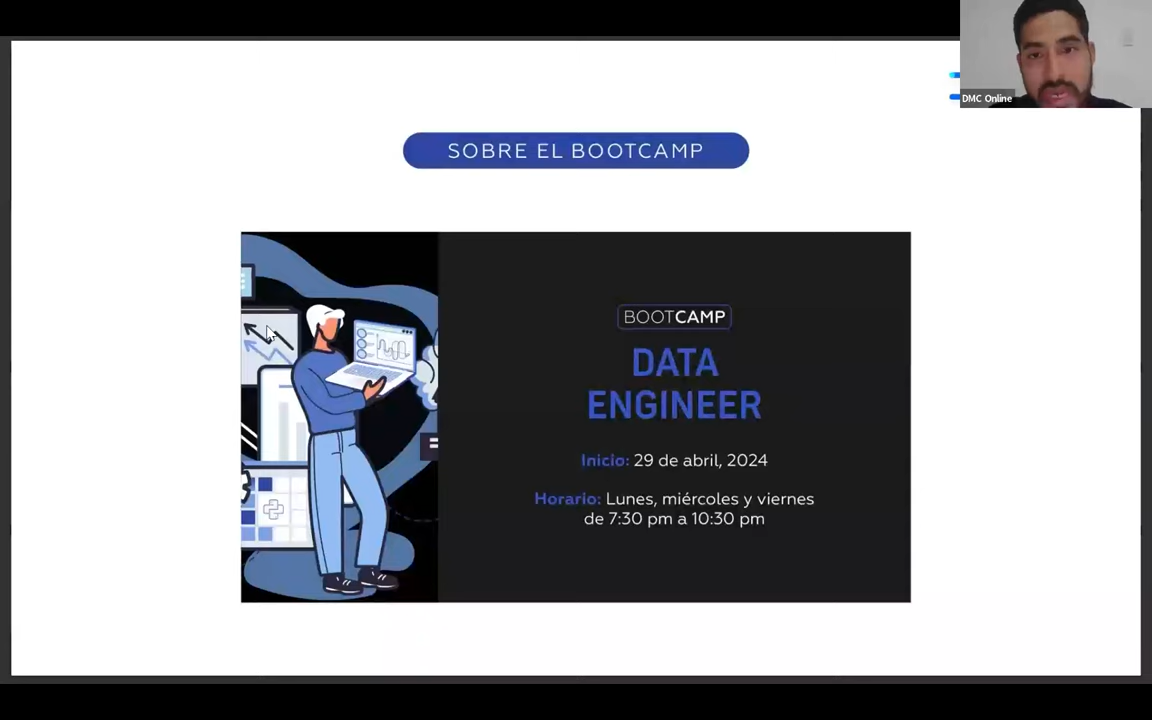 DMC Online
SOBRE EL BOOTCAMP
BOOTCAMP
DATA
ENGINEER
Inicio: 29 de abril, 2024
Horario: Lunes, miércoles y viernes
de 7:30 pm a 10:30 pm